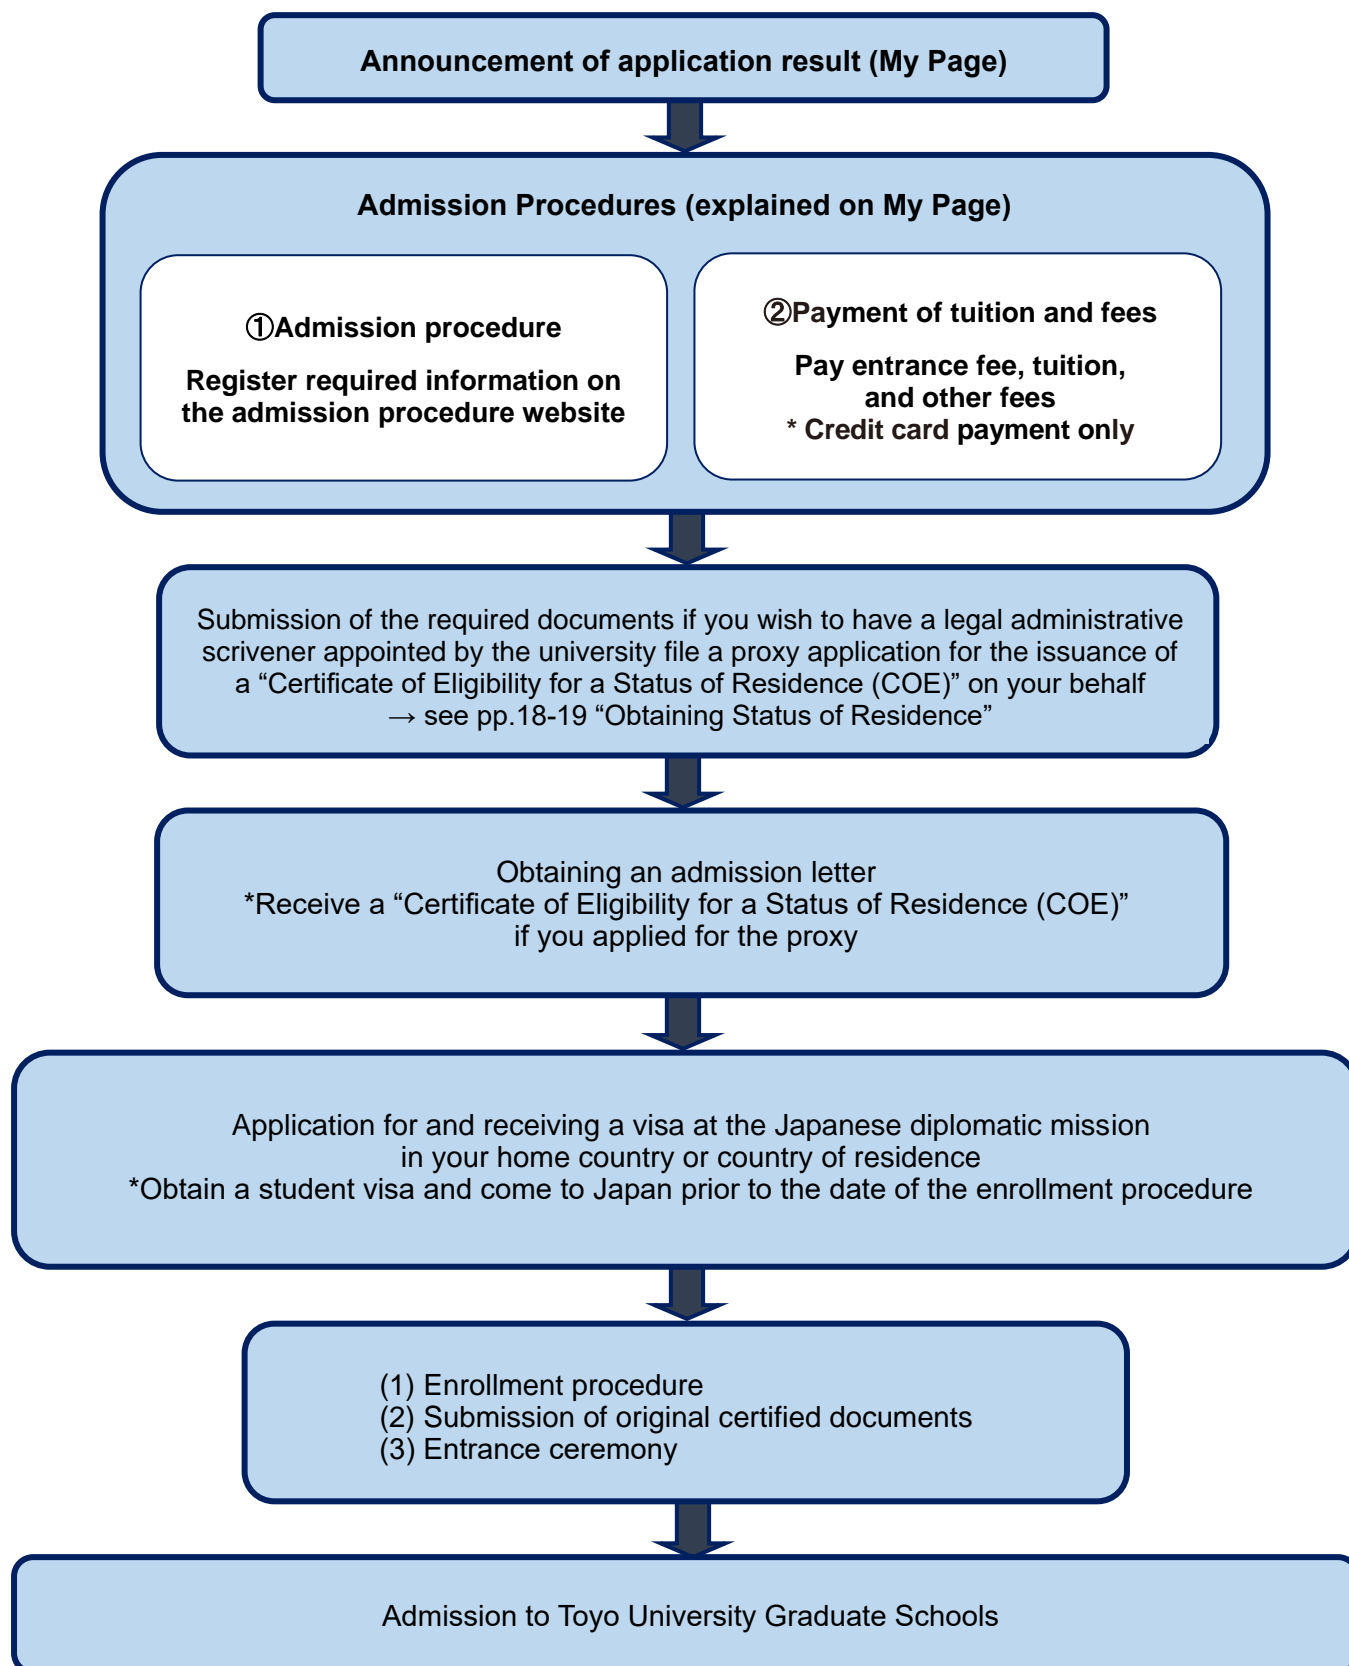 Announcement of application result (My Page)
Admission Procedures (explained on My Page)
①Admission procedure
Register required information on
the admission procedure website
②Payment of tuition and fees
Pay entrance fee, tuition,
and other fees
* Credit card payment only
Submission of the required documents if you wish to have a legal administrative
scrivener appointed by the university file a proxy application for the issuance of
a “Certificate of Eligibility for a Status of Residence (COE)” on your behalf
→ see pp.18-19 “Obtaining Status of Residence”
Obtaining an admission letter
*Receive a “Certificate of Eligibility for a Status of Residence (COE)”
if you applied for the proxy
Application for and receiving a visa at the Japanese diplomatic mission
in your home country or country of residence
*Obtain a student visa and come to Japan prior to the date of the enrollment procedure
(1) Enrollment procedure
(2) Submission of original certified documents
(3) Entrance ceremony
Admission to Toyo University Graduate Schools